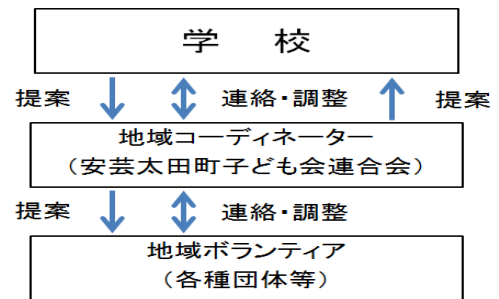 学　校
提案　連絡・調整　提案
地域コーディネーター
（安芸太田町子ども会連合会）
提案　連絡・調整
地域ボランティア
（各種団体等）